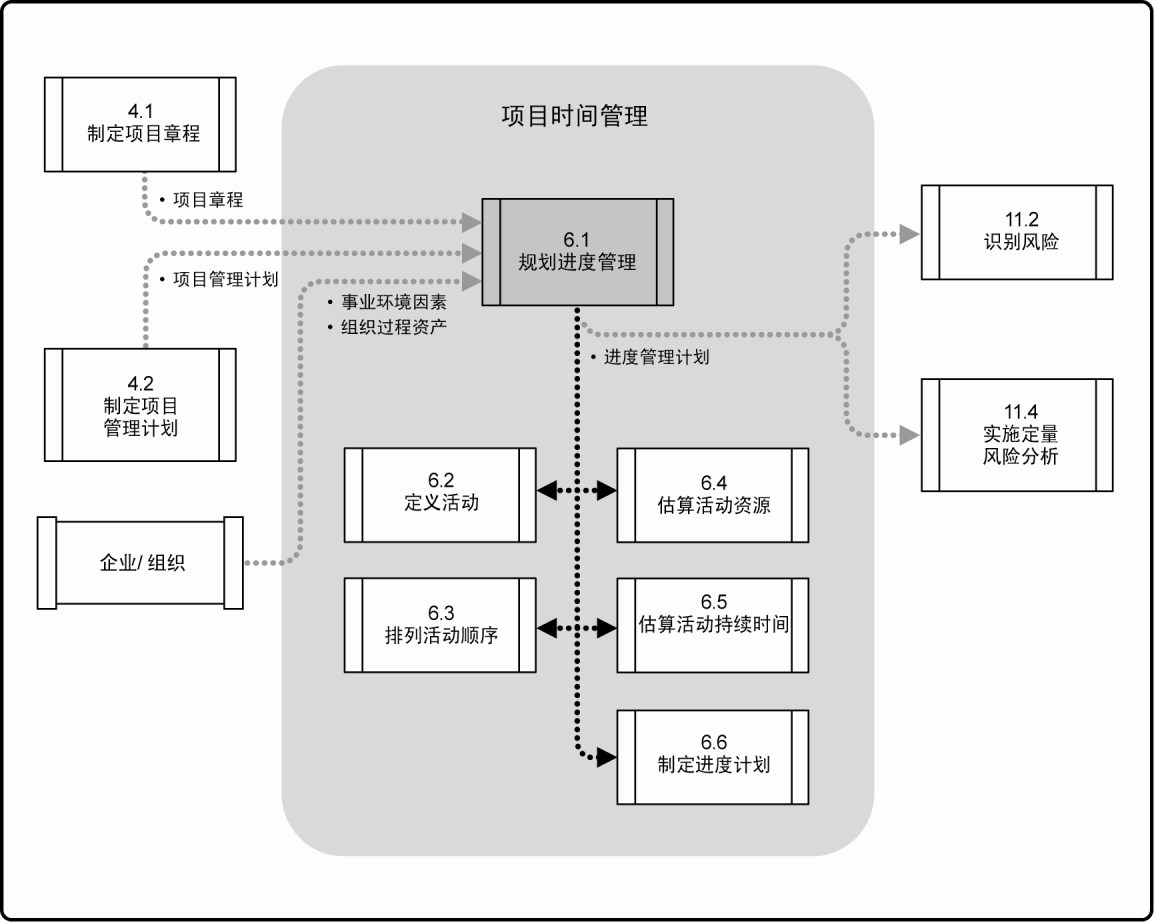 项目时间管理
4.1
制定项目章程
• 项目章程
6.1
规划进度管理
11.2
识别风险
• 项目管理计划
• 事业环境因素
• 组织过程资产
• 进度管理计划
4.2
制定项目
管理计划
11.4
实施定量
风险分析
6.2
定义活动
6.4
估算活动资源
企业/ 组织
6.3
排列活动顺序
6.5
估算活动持续时间
6.6
制定进度计划